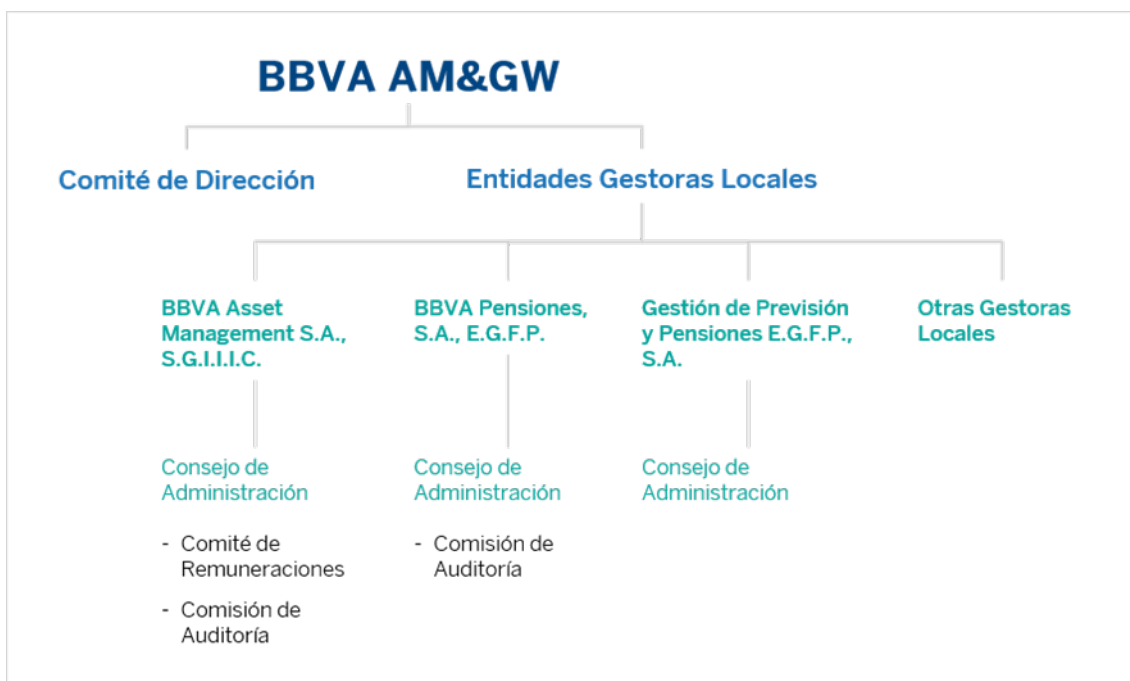 BBVA AM&GW
Comité de Dirección
Entidades Gestoras Locales
BBVA Asset
Management S.A.,
S.G.I.I.I.C.
BBVA Pensiones,
S.A., E.G.F.P.
Gestión de Previsión
y Pensiones E.G.F.P.,
S.A.
Otras Gestoras
Locales
Consejo de
Administración
- Comité de
Remuneraciones
- Comisión de
Auditoría
Consejo de
Administración
- Comisión de
Auditoría
Consejo de
Administración